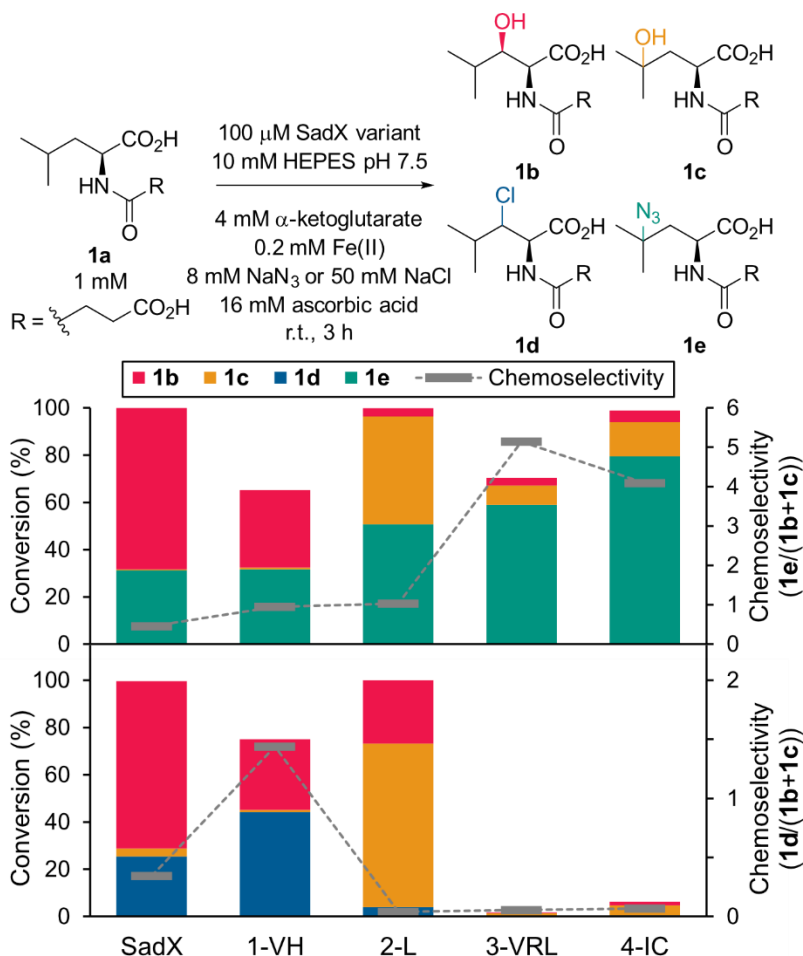 OH
CO₂H
HN
R
O
1b
OH
CO₂H
HN
R
O
1c
CO₂H
HN
R
O
1a
1 mM
R = CO₂H
100 μM SadX variant
10 mM HEPES pH 7.5
4 mM α-ketoglutarate
0.2 mM Fe(II)
8 mM NaN₃ or 50 mM NaCl
16 mM ascorbic acid
r.t., 3 h
Cl
CO₂H
HN
R
O
1d
N₃
CO₂H
HN
R
O
1e
1b 1c 1d 1e Chemoselectivity
Conversion (%)
100
80
60
40
20
0
6
5
4
3
2
1
0
Chemoselectivity
(1e/(1b+1c))
Conversion (%)
100
80
60
40
20
0
2
1
0
Chemoselectivity
(1d/(1b+1c))
SadX 1-VH 2-L 3-VRL 4-IC